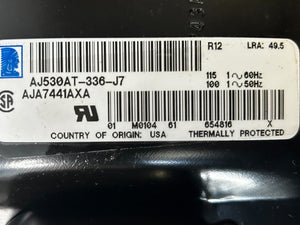 R12 LRA: 49.5
AJ530AT-336-J7
115 1~60Hz
AJA7441AXA
100 1~50Hz
01 M0104 61 654816 X
COUNTRY OF ORIGIN: USA THERMALLY PROTECTED